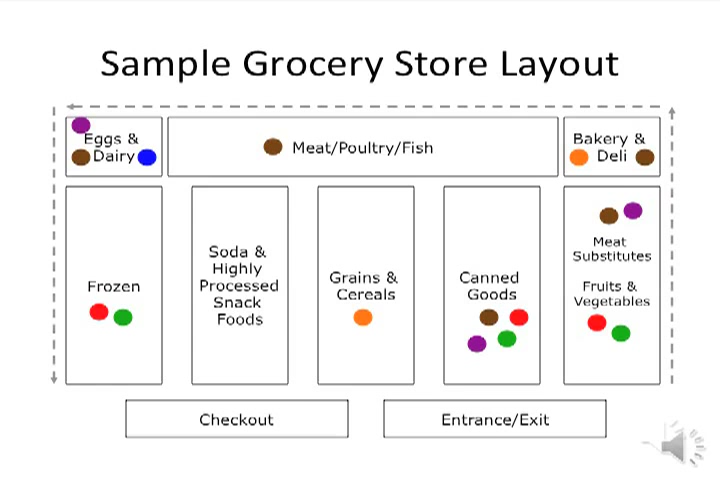 Sample Grocery Store Layout
Eggs &
Dairy
Meat/Poultry/Fish
Bakery &
Deli
Frozen
Soda &
Highly
Processed
Snack
Foods
Grains &
Cereals
Canned
Goods
Meat
Substitutes
Fruits &
Vegetables
Checkout
Entrance/Exit